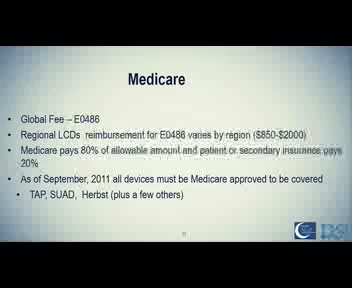 Medicare
• Global Fee – E0486
• Regional LCDs reimbursement for E0486 varies by region ($850-$2000)
• Medicare pays 80% of allowable amount and patient or secondary insurance pays
20%
• As of September, 2011 all devices must be Medicare approved to be covered
• TAP, SUAD, Herbst (plus a few others)